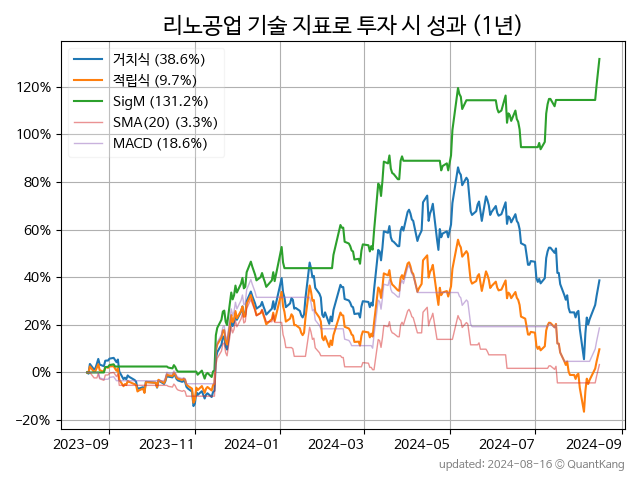 리노공업 기술 지표로 투자 시 성과 (1년)
거치식 (38.6%)
적립식 (9.7%)
SigM (131.2%)
SMA(20) (3.3%)
MACD (18.6%)
120%
100%
80%
60%
40%
20%
0%
−20%
2023-09 2023-11 2024-01 2024-03 2024-05 2024-07 2024-09
updated: 2024-08-16 © QuantKang